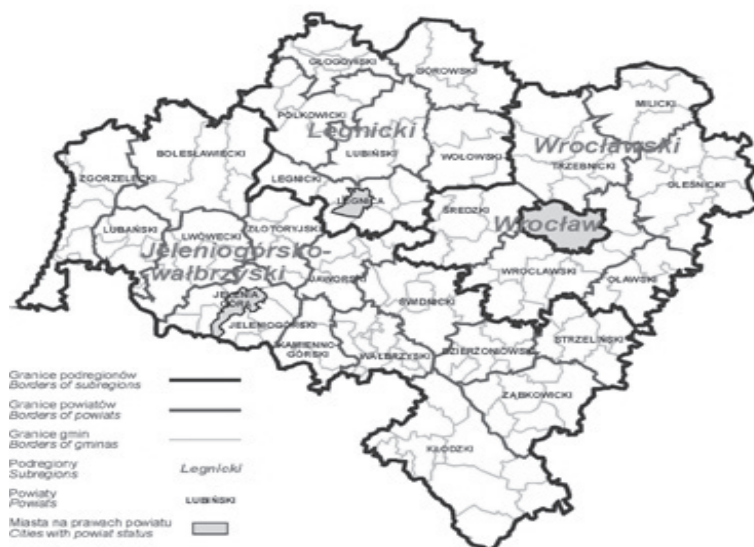 GŁOGOWSKI
GÓROWSKI
MILICKI
POLKOWICKI
Legnicki
LUBIŃSKI
WOŁOWSKI
Wrocławski
TRZEBNICKI
BOLESŁAWIECKI
ZGORZELECKI
LEGNICKI
OLEŚNICKI
LEGNICA
ŚREDZKI
Wrocław
LUBAŃSKI
LWÓWECKI
ZŁOTORYJSKI
Jeleniogórsko-
wałbrzyski
JAWORSKI
WROCŁAWSKI
OŁAWSKI
JELENIA
GÓRA
ŚWIDNICKI
JELENIOGÓRSKI
KAMIENNO-
GÓRSKI
WAŁBRZYSKI
DZIERŻONIOWSKI
STRZELIŃSKI
ZĄBKOWICKI
KŁODZKI
Granice podregionów
Borders of subregions
Granice powiatów
Borders of powiats
Granice gmin
Borders of gminas
Podregiony
Subregions
Legnicki
Powiaty
Powiats
LUBIŃSKI
Miasta na prawach powiatu
Cities with powiat status